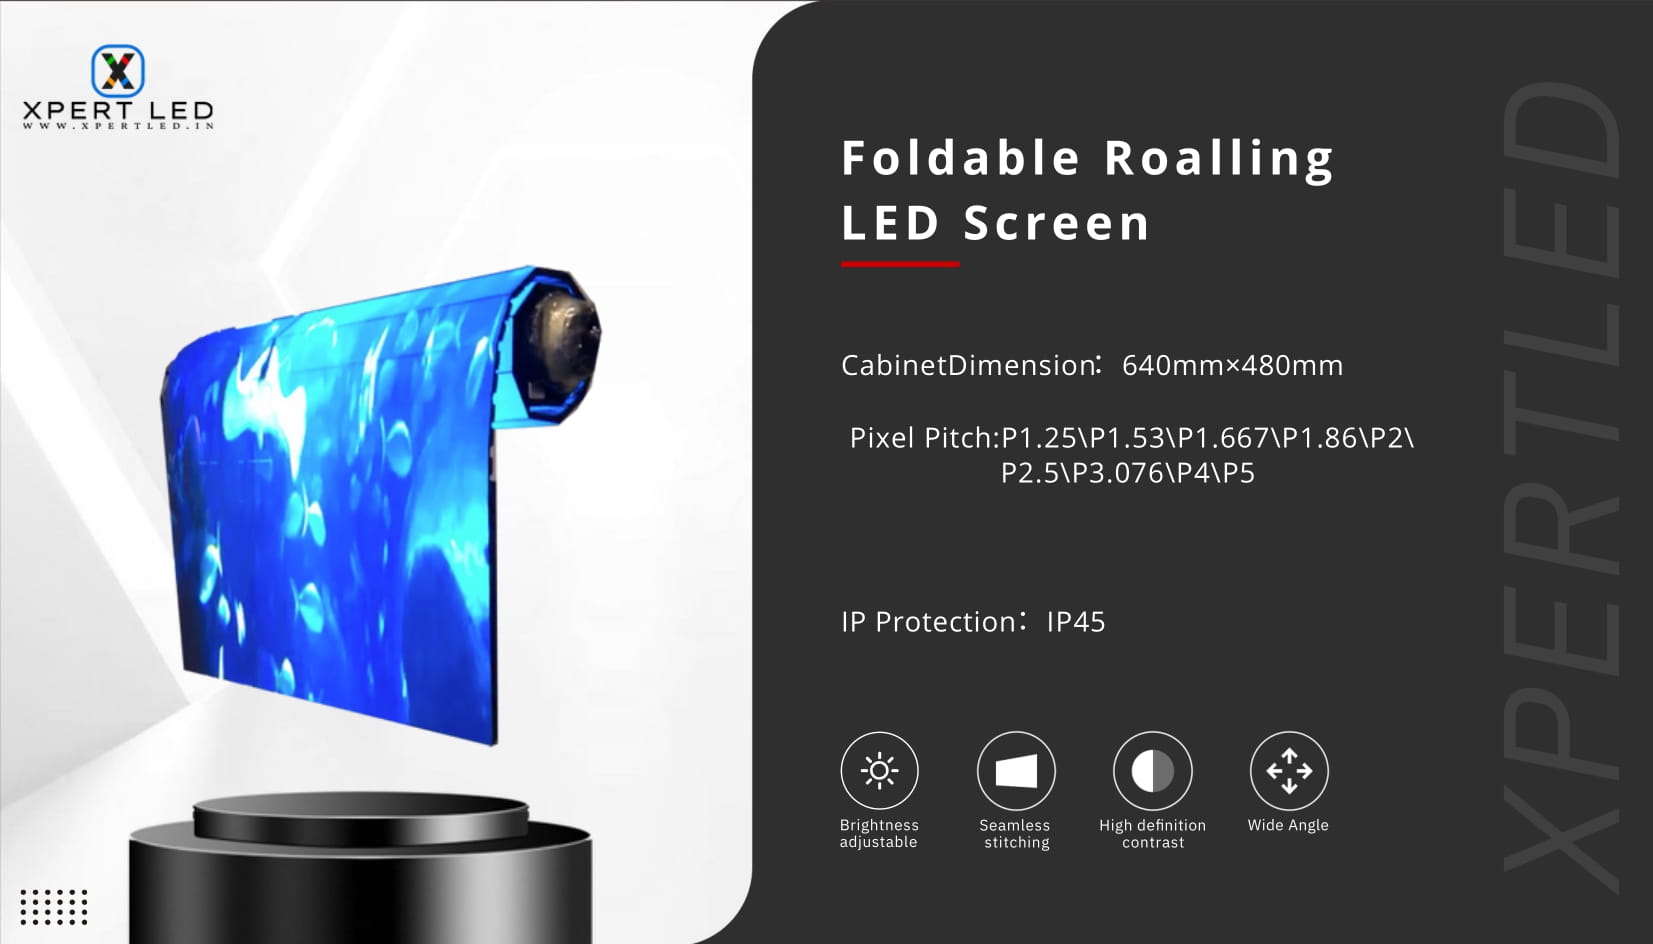 XPERT LED
WWW.XPERTLED.IN
Foldable Roalling
LED Screen
CabinetDimension： 640mm×480mm
Pixel Pitch:P1.25\P1.53\P1.667\P1.86\P2\
P2.5\P3.076\P4\P5
IP Protection： IP45
Brightness
adjustable
Seamless
stitching
High definition
contrast
Wide Angle
XPERTLED